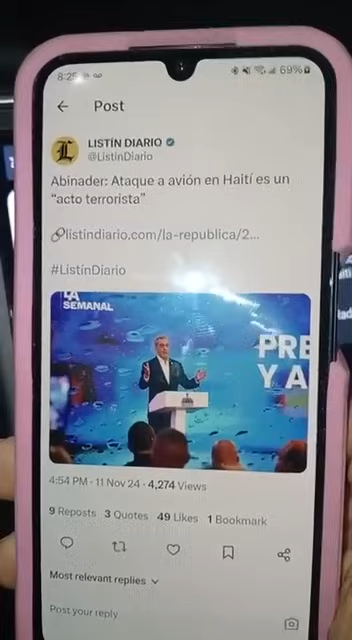 8:25
69%
Post
LISTÍN DIARIO
@ListinDiario
Abinader: Ataque a avión en Haití es un
"acto terrorista"
listindiario.com/la-republica/2...
#ListínDiario
LA
SEMANAL
PRE
Y A
4:54 PM · 11 Nov 24 · 4,274 Views
9 Reposts 3 Quotes 49 Likes 1 Bookmark
Most relevant replies
Post your reply